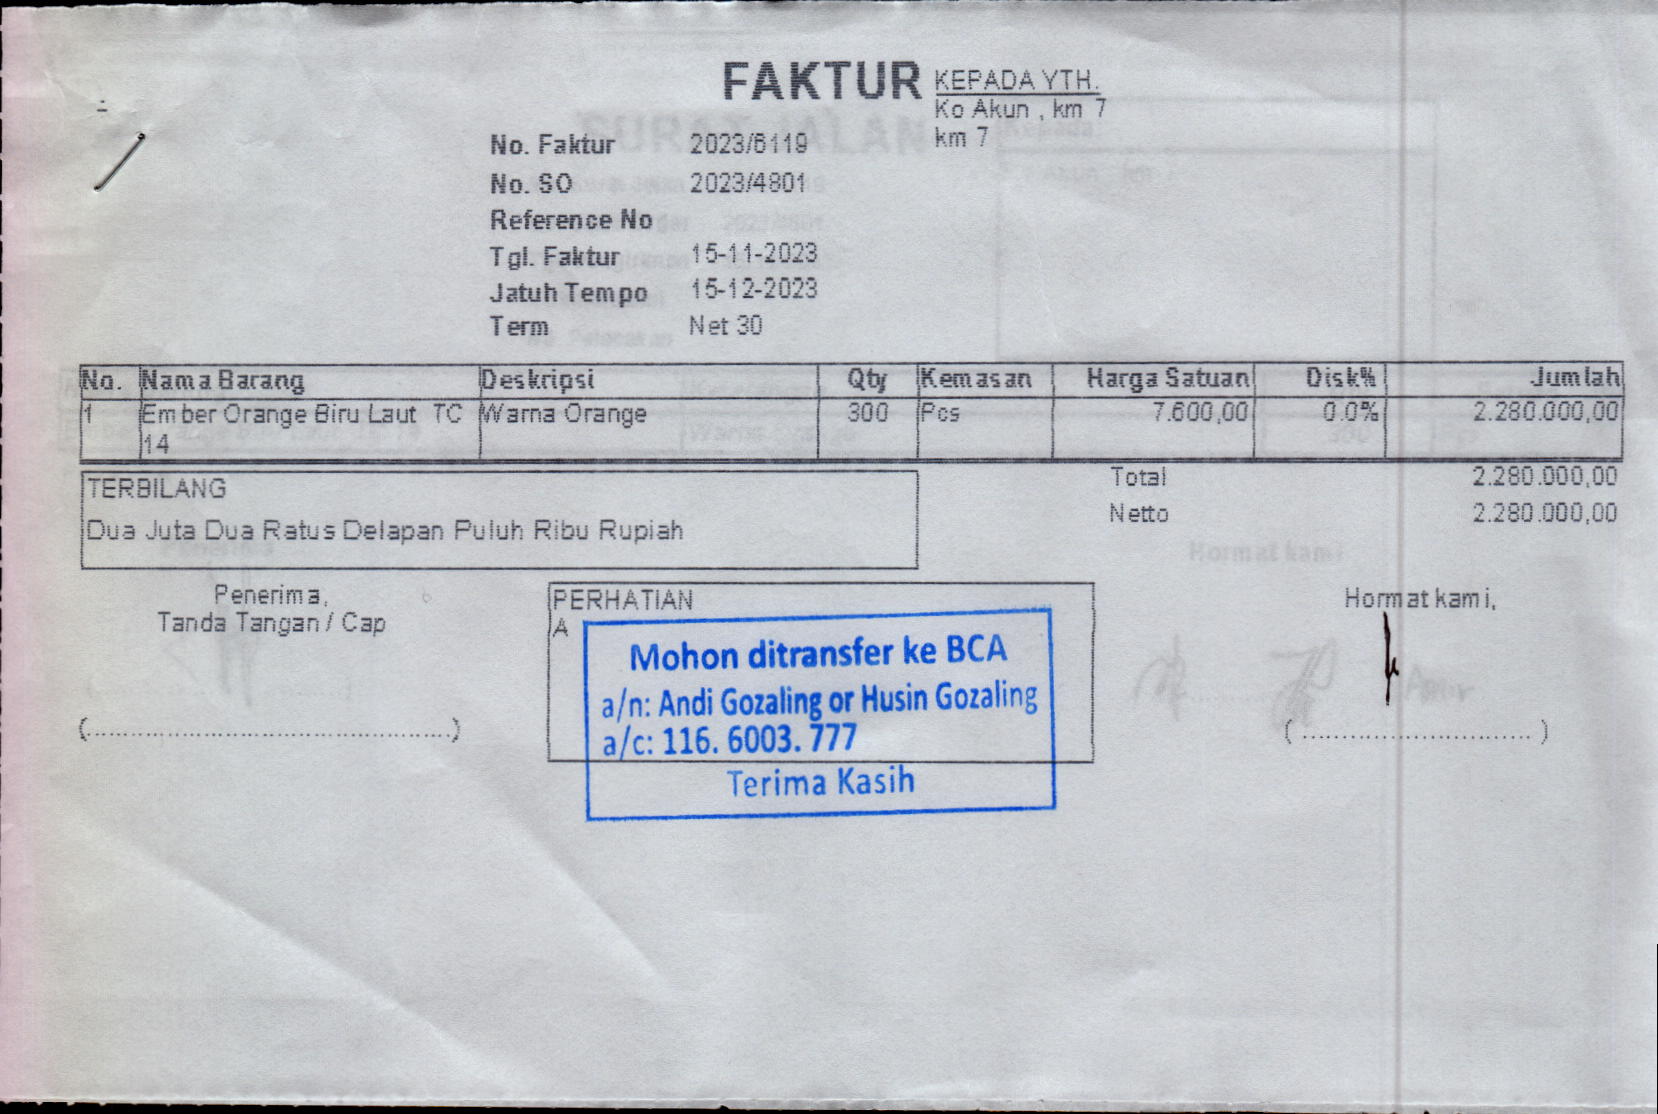 FAKTUR
KEPADA YTH.
Ko Akun , km 7
km 7
No. Faktur 2023/6119
No. SO 2023/4801
Reference No
Tgl. Faktur 15-11-2023
Jatuh Tempo 15-12-2023
Term Net 30
No. Nama Barang Deskripsi Qty Kemasan Harga Satuan Disk% Jumlah
1 Ember Orange Biru Laut TC Warna Orange 300 Pcs 7.600,00 0.0% 2.280.000,00
14
Total 2.280.000,00
Netto 2.280.000,00
TERBILANG
Dua Juta Dua Ratus Delapan Puluh Ribu Rupiah
Penerima,
Tanda Tangan / Cap
(................................................)
PERHATIAN
A
Mohon ditransfer ke BCA
a/n: Andi Gozaling or Husin Gozaling
a/c: 116. 6003. 777
Terima Kasih
Hormat kami,
( .............................. )